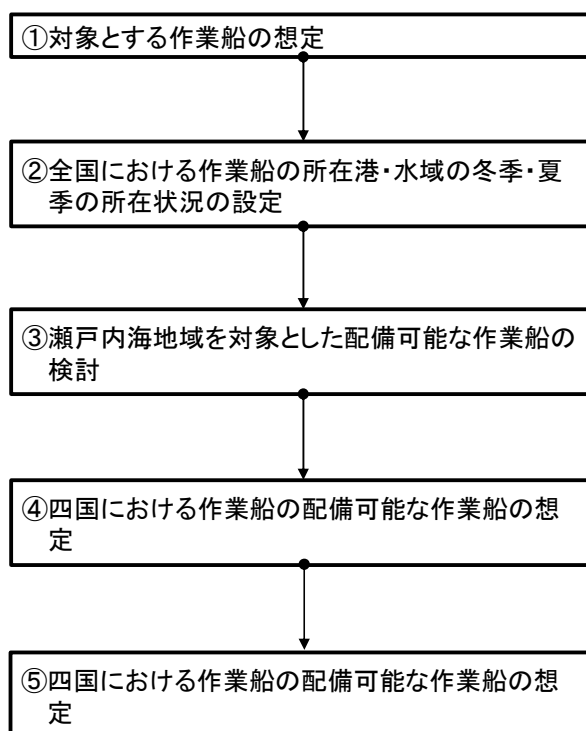 ①対象とする作業船の想定
②全国における作業船の所在港・水域の冬季・夏
季の所在状況の設定
③瀬戸内海地域を対象とした配備可能な作業船の
検討
④四国における作業船の配備可能な作業船の想
定
⑤四国における作業船の配備可能な作業船の想
定